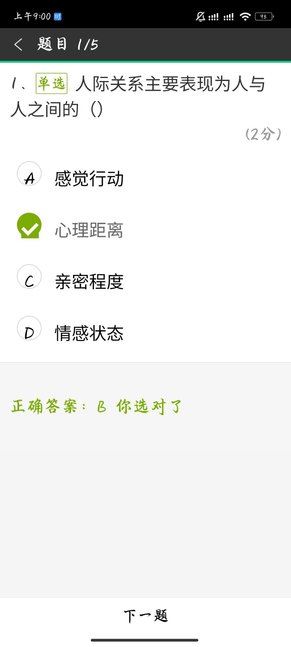 上午9:00
93
题目 1/5
1、单选 人际关系主要表现为人与
人之间的（）
（2分）
A 感觉行动
心理距离
C 亲密程度
D 情感状态
正确答案：B 你选对了
下一题